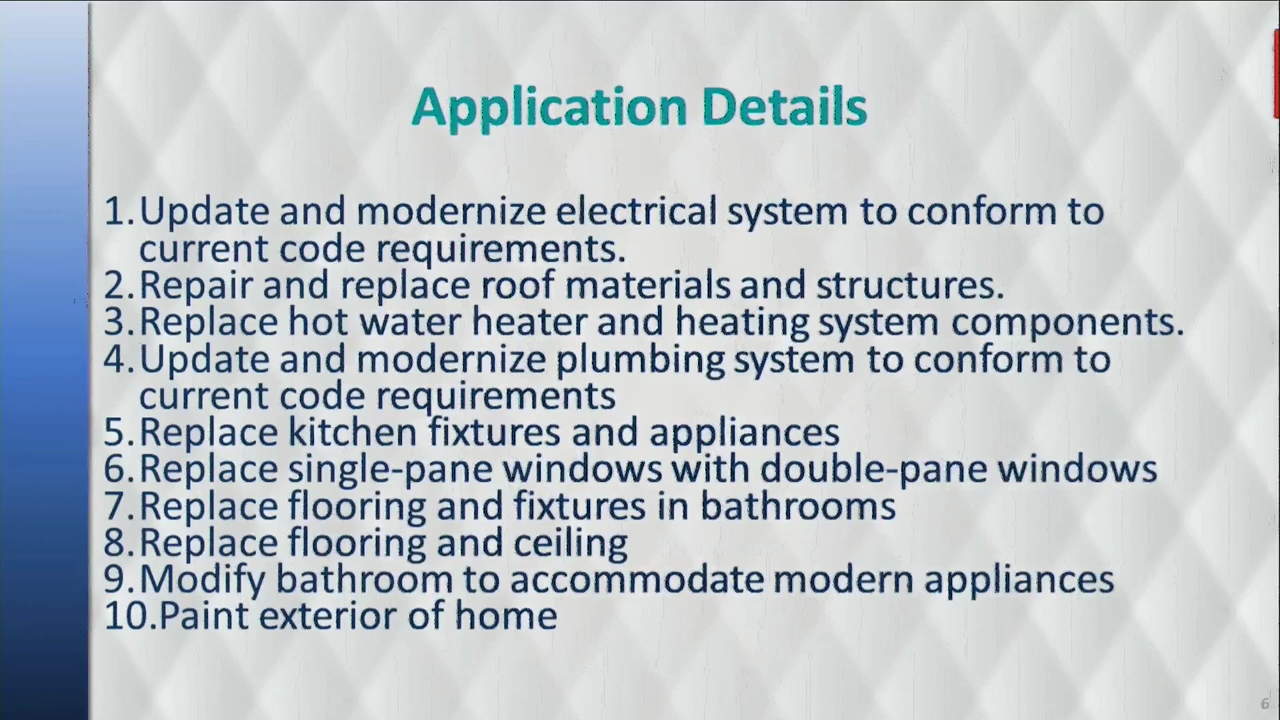 Application Details
1. Update and modernize electrical system to conform to
current code requirements.
2. Repair and replace roof materials and structures.
3. Replace hot water heater and heating system components.
4. Update and modernize plumbing system to conform to
current code requirements
5. Replace kitchen fixtures and appliances
6. Replace single-pane windows with double-pane windows
7. Replace flooring and fixtures in bathrooms
8. Replace flooring and ceiling
9. Modify bathroom to accommodate modern appliances
10. Paint exterior of home
6